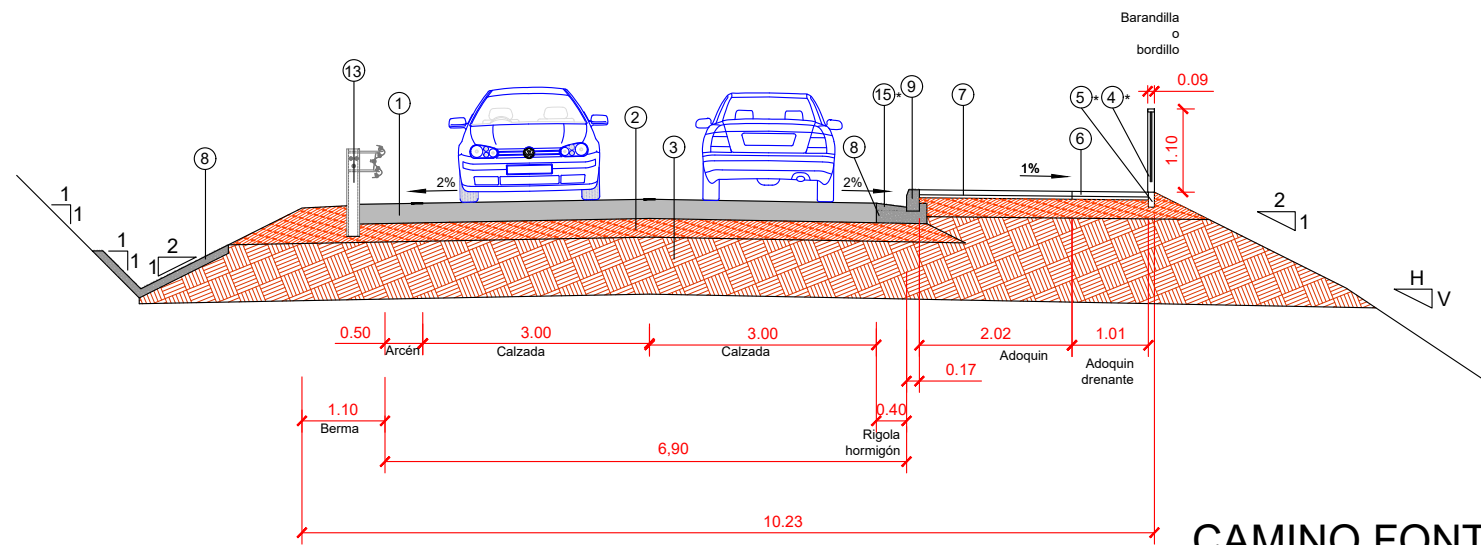 Barandilla
o
bordillo
0.09
13
1
2
3
15*
9
7
5* 4*
8
8
6
1.10
2%
2%
1%
1
1
1
1
2
1
2
1
H
V
0.50
Arcén
3.00
Calzada
3.00
Calzada
2.02
Adoquin
1.01
Adoquin
drenante
0.17
1.10
Berma
0.40
Rigola
hormigón
6,90
10.23
CAMINO FONT